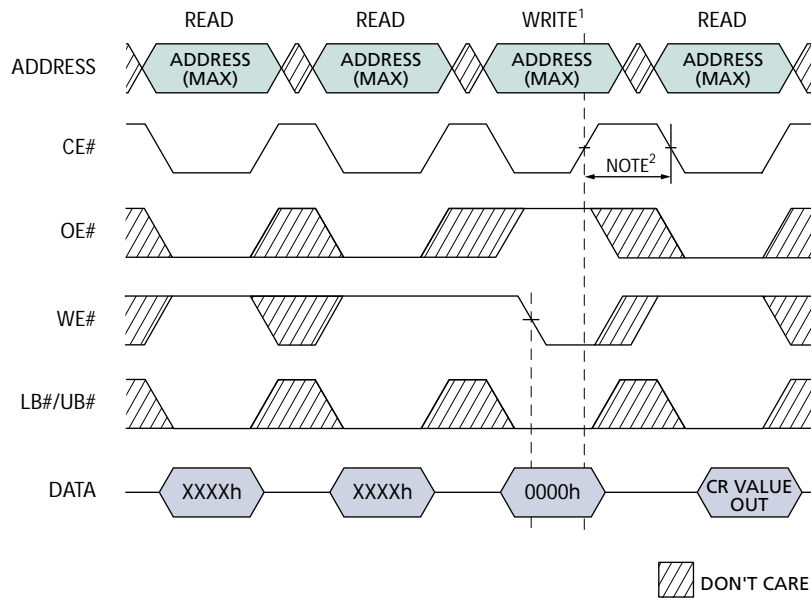 READ READ WRITE1 READ
ADDRESS
ADDRESS
(MAX)
ADDRESS
(MAX)
ADDRESS
(MAX)
ADDRESS
(MAX)
CE#
NOTE2
OE#
WE#
LB#/UB#
DATA
XXXXh
XXXXh
0000h
CR VALUE
OUT
DON'T CARE